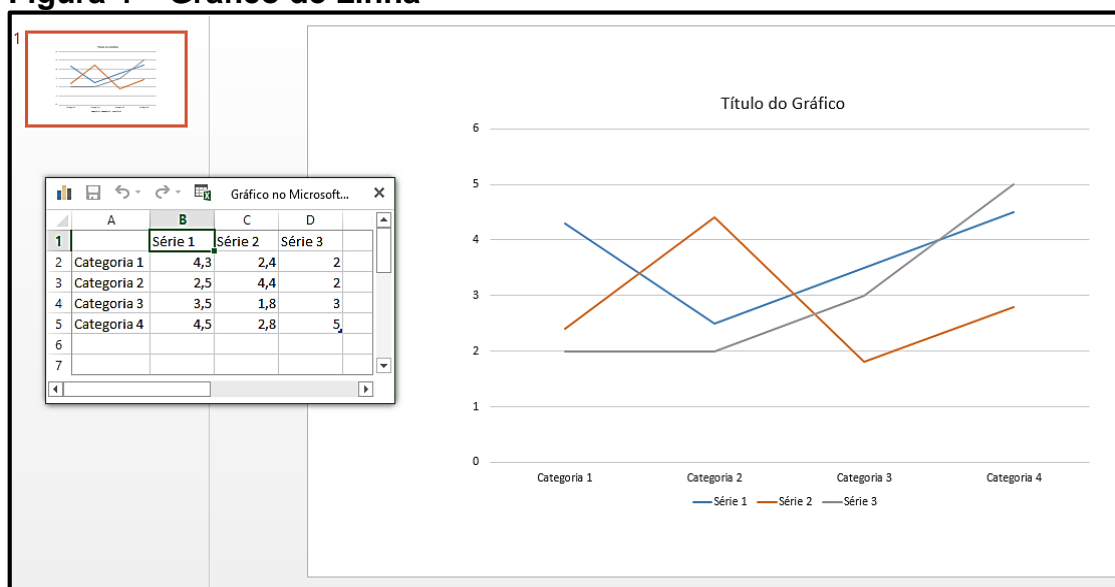 Figura 4 – Gráfico de Linha
1
Gráfico no Microsoft...
A B C D
1 Série 1 Série 2 Série 3
2 Categoria 1 4,3 2,4 2
3 Categoria 2 2,5 4,4 2
4 Categoria 3 3,5 1,8 3
5 Categoria 4 4,5 2,8 5
6
7
Título do Gráfico
6
5
4
3
2
1
0
Categoria 1 Categoria 2 Categoria 3 Categoria 4
Série 1 Série 2 Série 3